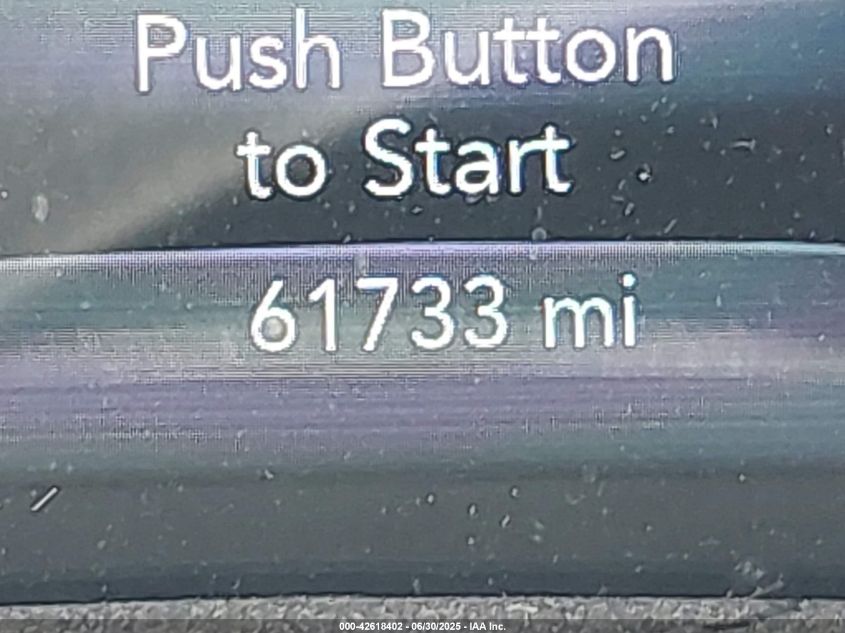 Push Button
to Start
61733 mi
000-42618402 - 06/30/2025 - IAA Inc.